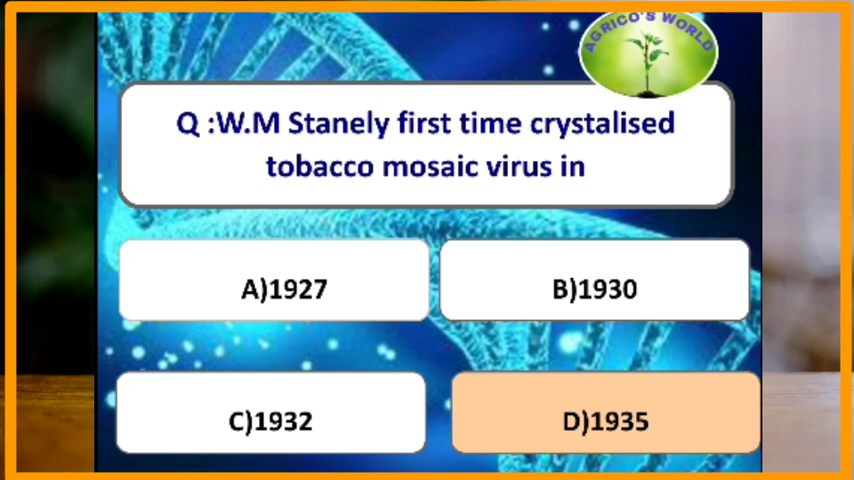 AGRICO'S WORLD
Q :W.M Stanely first time crystalised
tobacco mosaic virus in
A)1927
B)1930
C)1932
D)1935